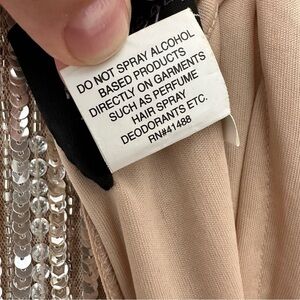 DO NOT SPRAY ALCOHOL
BASED PRODUCTS
DIRECTLY ON GARMENTS
SUCH AS PERFUME
HAIR SPRAY
DEODORANTS ETC.
RN#41488